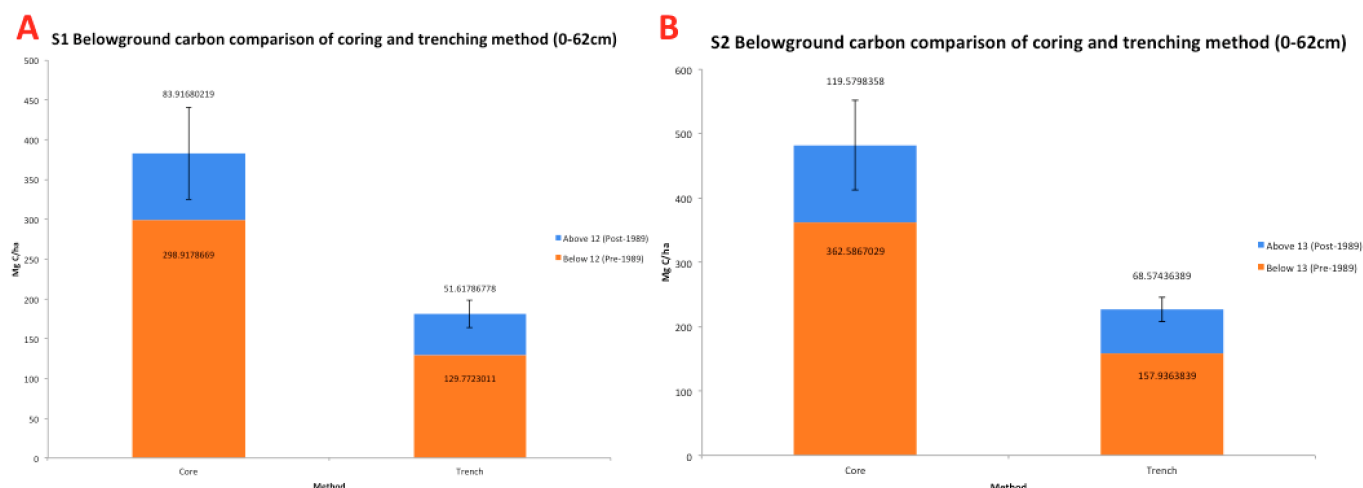 A
S1 Belowground carbon comparison of coring and trenching method (0-62cm)
500
450
400
350
300
250
200
150
100
50
0
Mg C/ha
83.91680219
298.9178669
51.61786778
129.7723011
Above 12 (Post-1989)
Below 12 (Pre-1989)
Core
Trench
Method
B
S2 Belowground carbon comparison of coring and trenching method (0-62cm)
600
500
400
300
200
100
0
Mg C/ha
119.5798358
362.5867029
68.57436389
157.9363839
Above 13 (Post-1989)
Below 13 (Pre-1989)
Core
Trench
Method